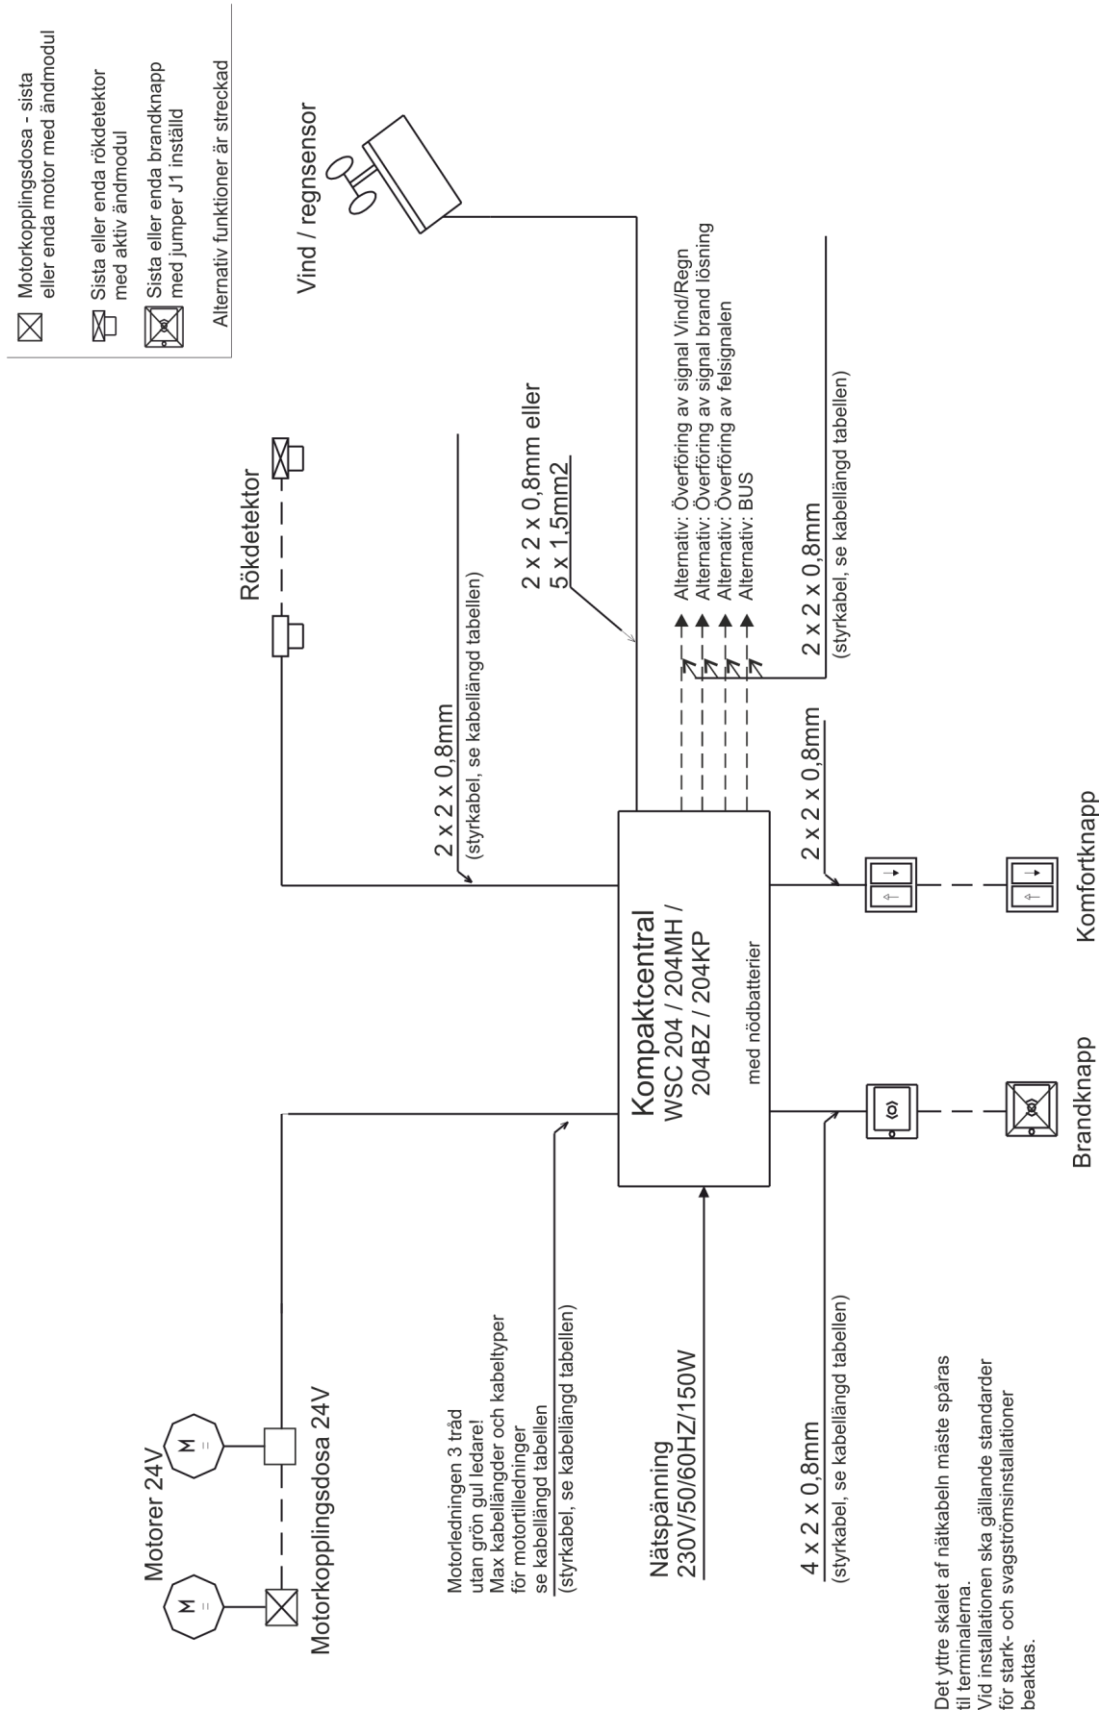 Motorkopplingsdosa - sista
eller enda motor med ändmodul
Sista eller enda rökdetektor
med aktiv ändmodul
Sista eller enda brandknapp
med jumper J1 inställd
Alternativ funktioner är streckad
Motorer 24V
M
=
M
=
Motorkopplingsdosa 24V
Rökdetektor
Vind / regnsensor
Motorledningen 3 tråd
utan grön gul ledare!
Max kabellängder och kabeltyper
för motortilledninger
se kabellängd tabellen
(styrkabel, se kabellängd tabellen)
2 x 2 x 0,8mm
(styrkabel, se kabellängd tabellen)
2 x 2 x 0,8mm eller
5 x 1,5mm2
Nätspänning
230V/50/60HZ/150W
Kompaktcentral
WSC 204 / 204MH /
204BZ / 204KP
med nödbatterier
Alternativ: Överföring av signal Vind/Regn
Alternativ: Överföring av signal brand lösning
Alternativ: Överföring av felsignalen
Alternativ: BUS
4 x 2 x 0,8mm
(styrkabel, se kabellängd tabellen)
2 x 2 x 0,8mm
2 x 2 x 0,8mm
(styrkabel, se kabellängd tabellen)
Brandknapp
Komfortknapp
Det yttre skalet af nätkabeln mäste spåras
til terminalerna.
Vid installationen ska gällande standarder
för stark- och svagströmsinstallationer
beaktas.